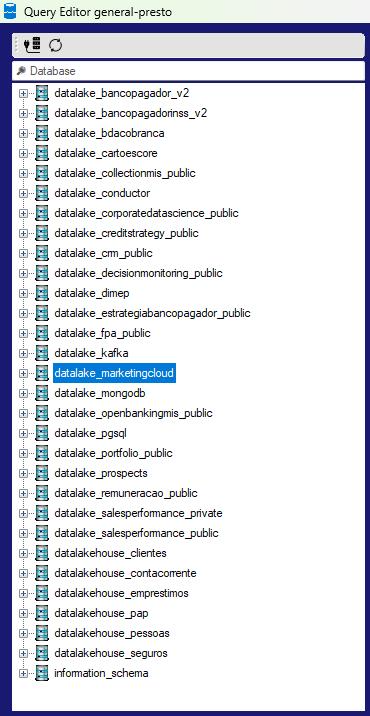 Query Editor general-presto
Database
datalake_bancopagador_v2
datalake_bancopagadorinss_v2
datalake_bdacobranca
datalake_cartoescore
datalake_collectionmis_public
datalake_conductor
datalake_corporatedatascience_public
datalake_creditstrategy_public
datalake_crm_public
datalake_decisionmonitoring_public
datalake_dimep
datalake_estrategiabancopagador_public
datalake_fpa_public
datalake_kafka
datalake_marketingcloud
datalake_mongodb
datalake_openbankingmis_public
datalake_pgsql
datalake_portfolio_public
datalake_prospects
datalake_remuneracao_public
datalake_salesperformance_private
datalake_salesperformance_public
datalakehouse_clientes
datalakehouse_contacorrente
datalakehouse_emprestimos
datalakehouse_pap
datalakehouse_pessoas
datalakehouse_seguros
information_schema